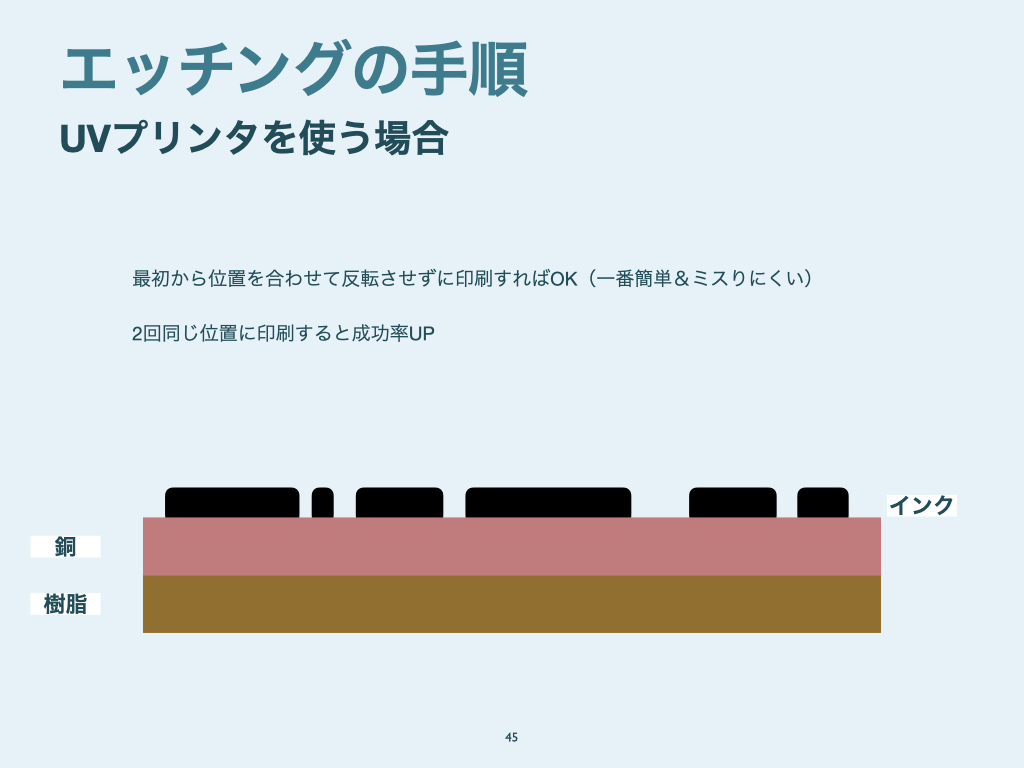 エッチングの手順
UVプリンタを使う場合
最初から位置を合わせて反転させずに印刷すればOK（一番簡単＆ミスりにくい）
2回同じ位置に印刷すると成功率UP
インク
銅
樹脂
45